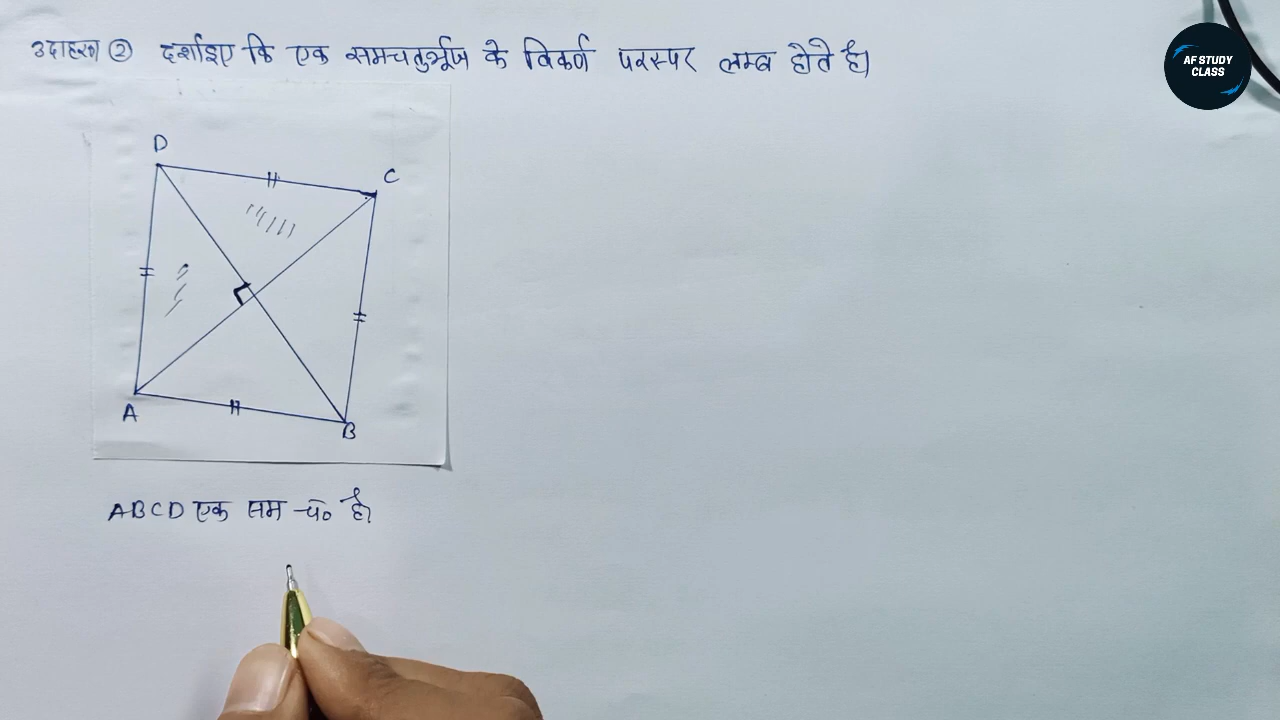 उदाहरण ② दर्शाइए कि एक समचतुर्भुज के विकर्ण परस्पर लम्ब होते है।
AF STUDY
CLASS
D
C
A
B
ABCD एक सम च० है।